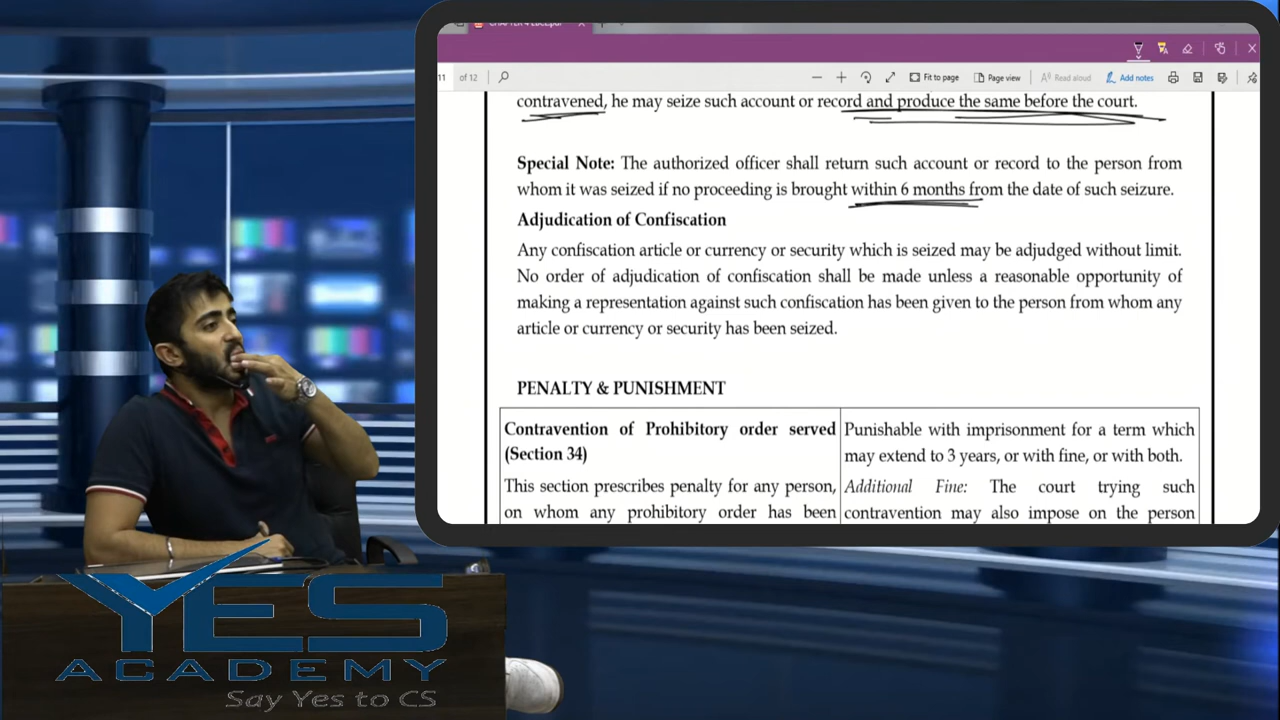 11 of 12
Fit to page
Page view
Read aloud
Add notes
contravened, he may seize such account or record and produce the same before the court.
Special Note: The authorized officer shall return such account or record to the person from
whom it was seized if no proceeding is brought within 6 months from the date of such seizure.
Adjudication of Confiscation
Any confiscation article or currency or security which is seized may be adjudged without limit.
No order of adjudication of confiscation shall be made unless a reasonable opportunity of
making a representation against such confiscation has been given to the person from whom any
article or currency or security has been seized.
PENALTY & PUNISHMENT
Contravention of Prohibitory order served
(Section 34)
This section prescribes penalty for any person,
on whom any prohibitory order has been
Punishable with imprisonment for a term which
may extend to 3 years, or with fine, or with both.
Additional Fine: The court trying such
contravention may also impose on the person
YES
ACADEMY
Say Yes to CS